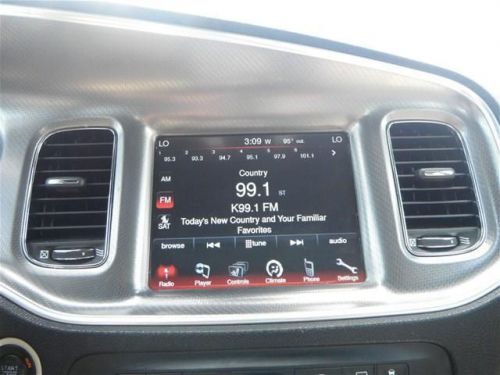 LO 3:09 W 95° out LO
1 2 3 4 5 6
95.3 93.3 94.7 95.1 97.9 101.1
AM
FM
SAT
Country
99.1 ST
K99.1 FM
Today's New Country and Your Familiar
Favorites
browse tune audio
Radio Player Controls Climate Phone Settings
START